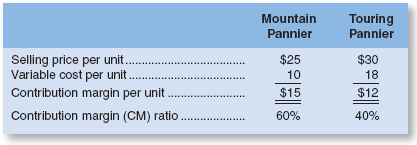 Mountain Pannier Touring Pannier
Selling price per unit........................................ $25 $30
Variable cost per unit....................................... 10 18
Contribution margin per unit .......................... $15 $12
Contribution margin (CM) ratio ..................... 60% 40%